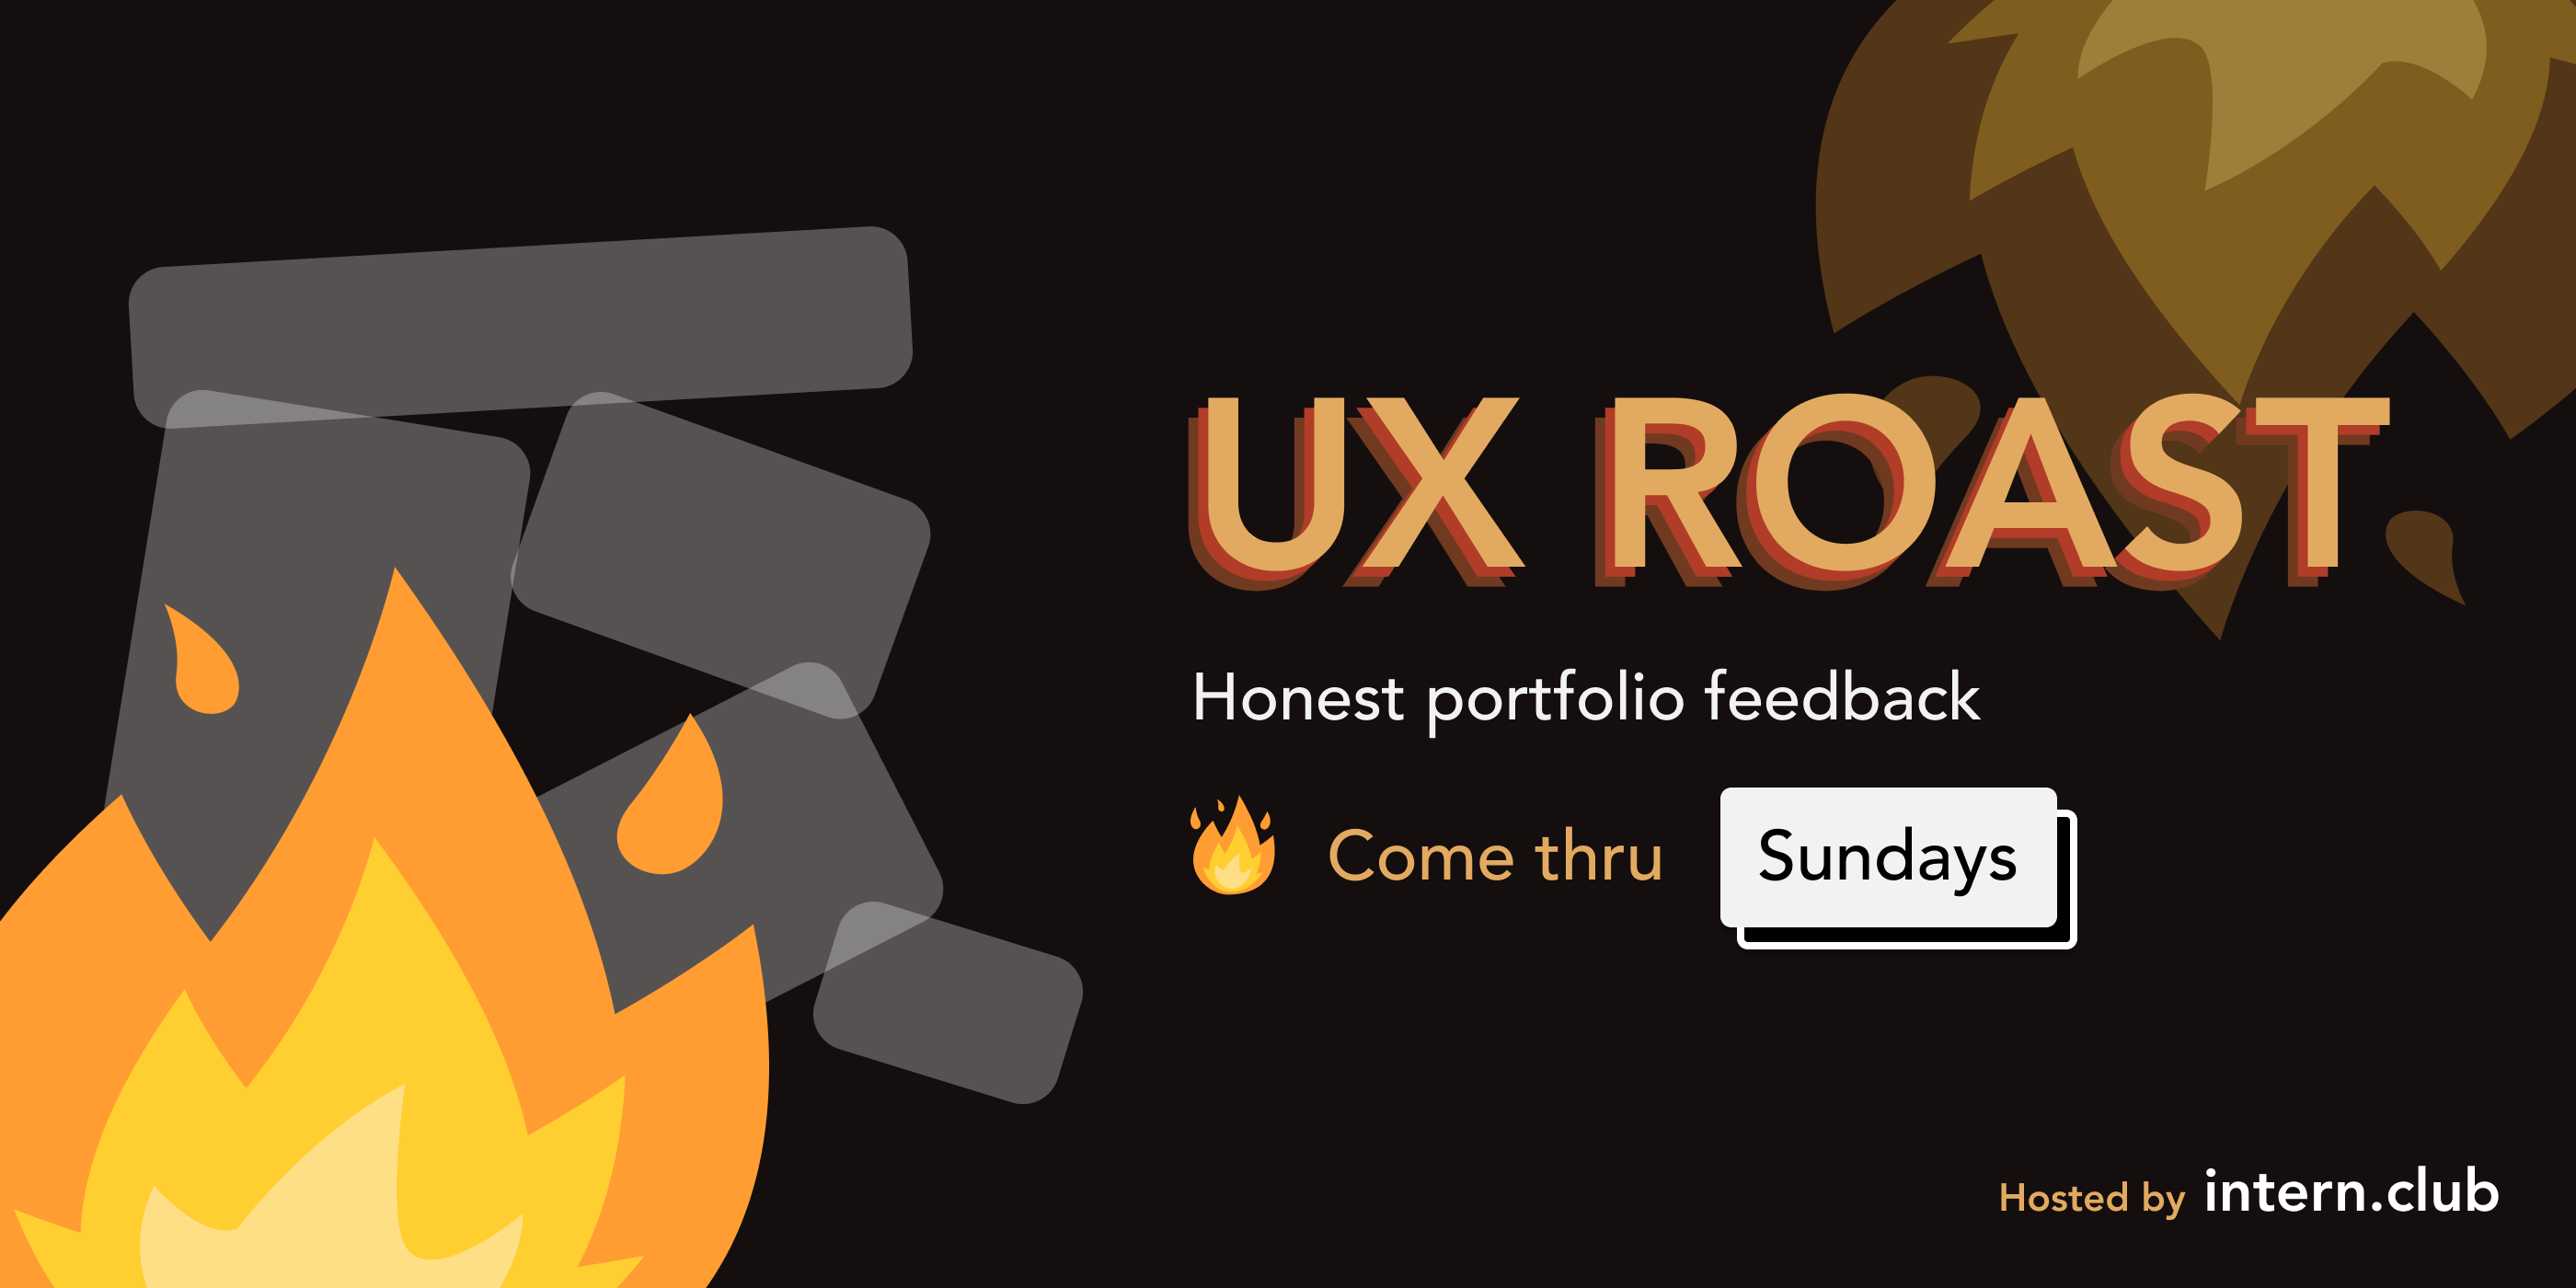 UX ROAST
Honest portfolio feedback
Come thru Sundays
Hosted by intern.club